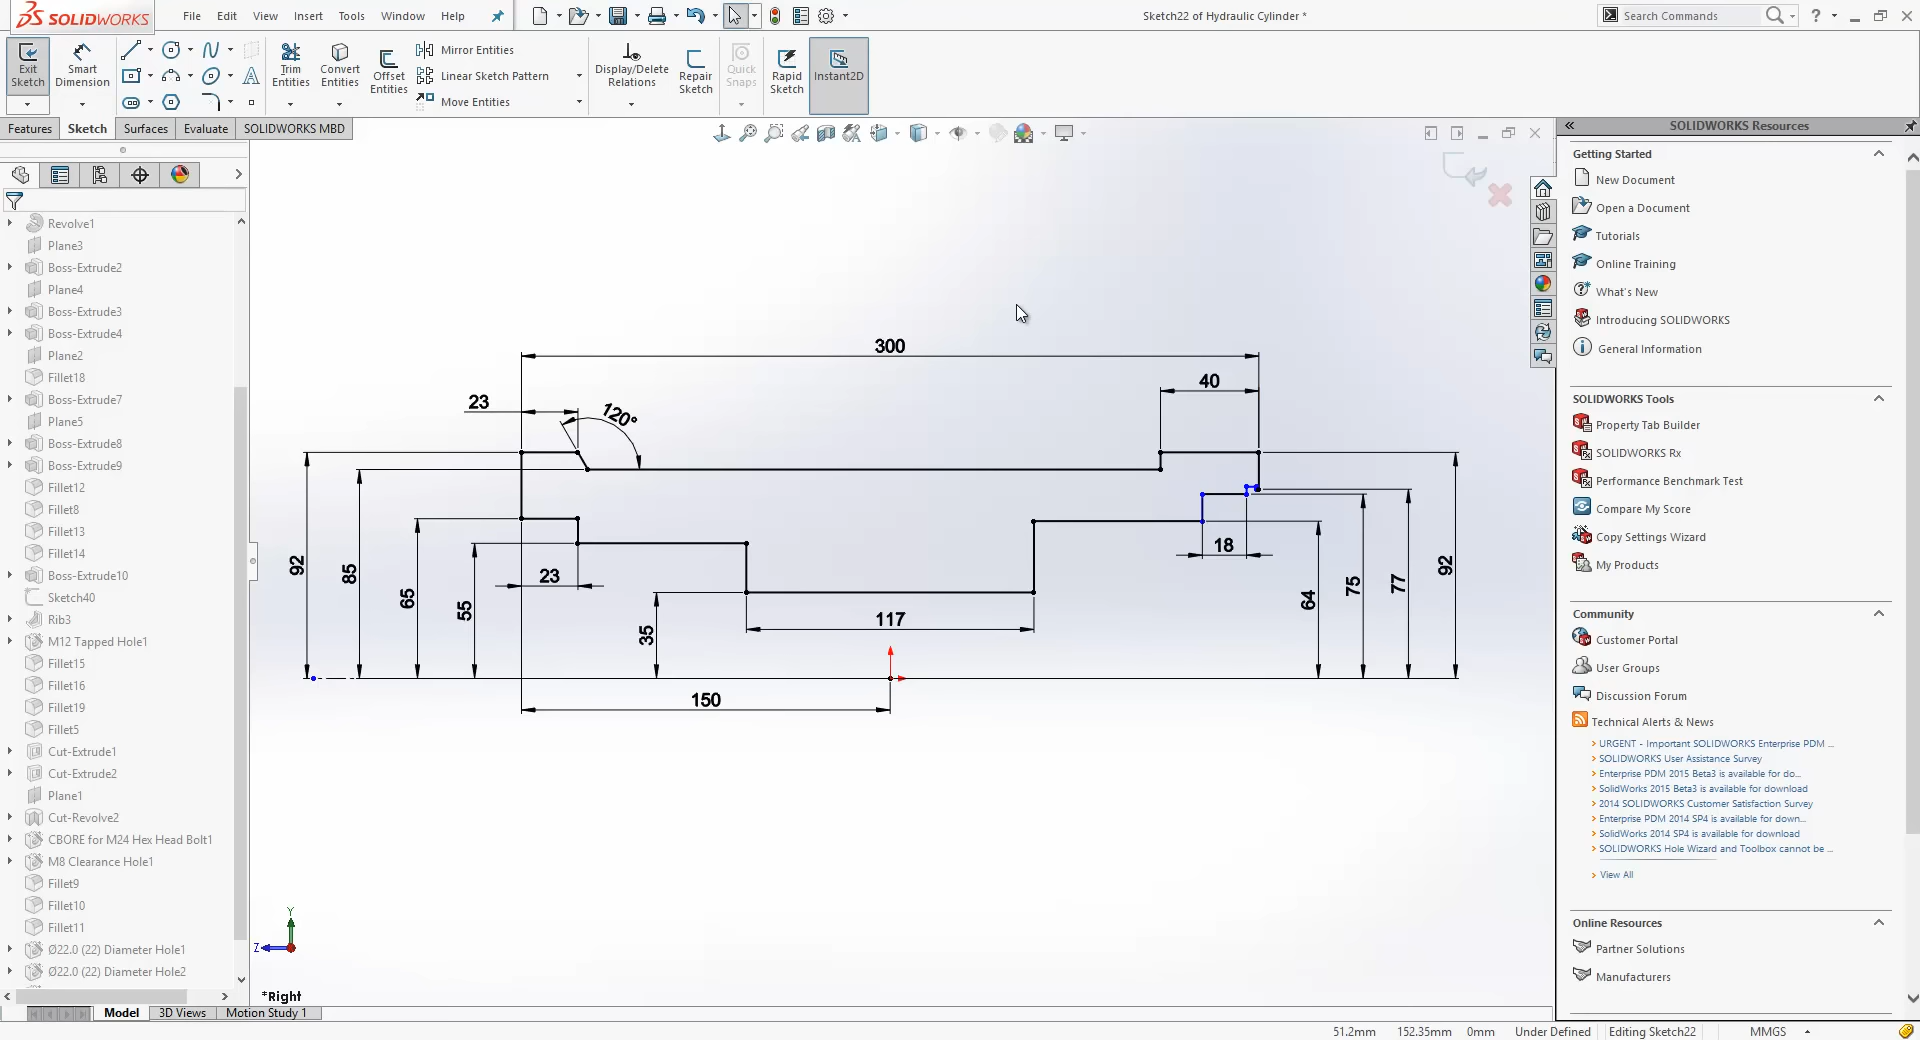 SOLIDWORKS
File Edit View Insert Tools Window Help
Sketch22 of Hydraulic Cylinder *
Search Commands
Exit Sketch
Smart Dimension
Trim Entities
Convert Entities
Offset Entities
Mirror Entities
Linear Sketch Pattern
Move Entities
Display/Delete Relations
Repair Sketch
Quick Snaps
Rapid Sketch
Instant2D
Features Sketch Surfaces Evaluate SOLIDWORKS MBD
Revolve1
Plane3
Boss-Extrude2
Plane4
Boss-Extrude3
Boss-Extrude4
Plane2
Fillet18
Boss-Extrude7
Plane5
Boss-Extrude8
Boss-Extrude9
Fillet12
Fillet8
Fillet13
Fillet14
Boss-Extrude10
Sketch40
Rib3
M12 Tapped Hole1
Fillet15
Fillet16
Fillet19
Fillet5
Cut-Extrude1
Cut-Extrude2
Plane1
Cut-Revolve2
CBORE for M24 Hex Head Bolt1
M8 Clearance Hole1
Fillet9
Fillet10
Fillet11
Ø22.0 (22) Diameter Hole1
Ø22.0 (22) Diameter Hole2
300
40
23
120°
92
85
65
55
23
35
117
150
18
64
75
77
92
Y
Z
*Right
SOLIDWORKS Resources
Getting Started
New Document
Open a Document
Tutorials
Online Training
What's New
Introducing SOLIDWORKS
General Information
SOLIDWORKS Tools
Property Tab Builder
SOLIDWORKS Rx
Performance Benchmark Test
Compare My Score
Copy Settings Wizard
My Products
Community
Customer Portal
User Groups
Discussion Forum
Technical Alerts & News
URGENT - Important SOLIDWORKS Enterprise PDM ...
SOLIDWORKS User Assistance Survey
Enterprise PDM 2015 Beta3 is available for do...
SolidWorks 2015 Beta3 is available for download
2014 SOLIDWORKS Customer Satisfaction Survey
Enterprise PDM 2014 SP4 is available for down...
SolidWorks 2014 SP4 is available for download
SOLIDWORKS Hole Wizard and Toolbox cannot be ...
View All
Online Resources
Partner Solutions
Manufacturers
Model 3D Views Motion Study 1
51.2mm 152.35mm 0mm Under Defined Editing Sketch22 MMGS